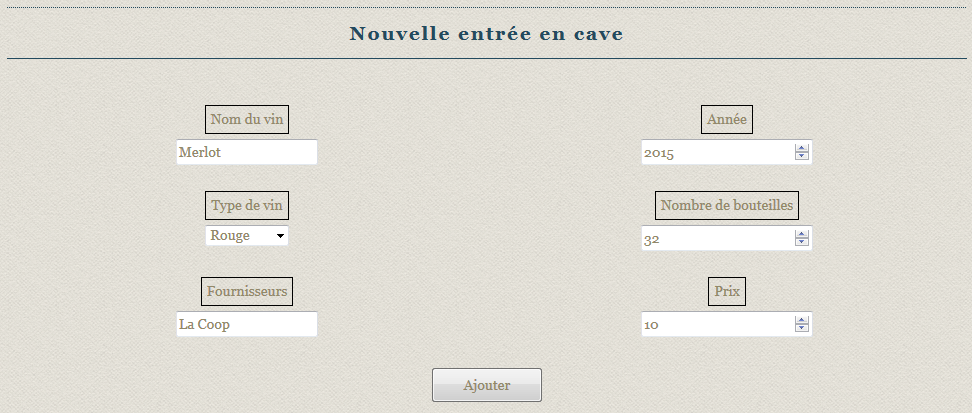 Nouvelle entrée en cave
Nom du vin
Merlot
Année
2015
Type de vin
Rouge
Nombre de bouteilles
32
Fournisseurs
La Coop
Prix
10
Ajouter